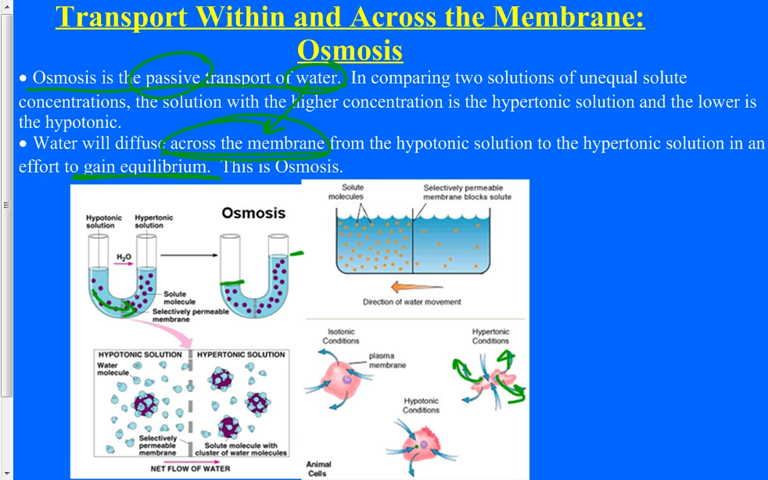 Transport Within and Across the Membrane:
Osmosis
• Osmosis is the passive transport of water. In comparing two solutions of unequal solute
concentrations, the solution with the higher concentration is the hypertonic solution and the lower is
the hypotonic.
• Water will diffuse across the membrane from the hypotonic solution to the hypertonic solution in an
effort to gain equilibrium. This is Osmosis.
Hypotonic
solution
Hypertonic
solution
Osmosis
H2O
Solute
molecule
Selectively permeable
membrane
HYPOTONIC SOLUTION
HYPERTONIC SOLUTION
Water
molecule
Selectively
permeable
membrane
Solute molecule with
cluster of water molecules
NET FLOW OF WATER
Solute
molecules
Selectively permeable
membrane blocks solute
Direction of water movement
Isotonic
Conditions
plasma
membrane
Hypertenic
Conditions
Hypotonic
Conditions
Animal
Cells